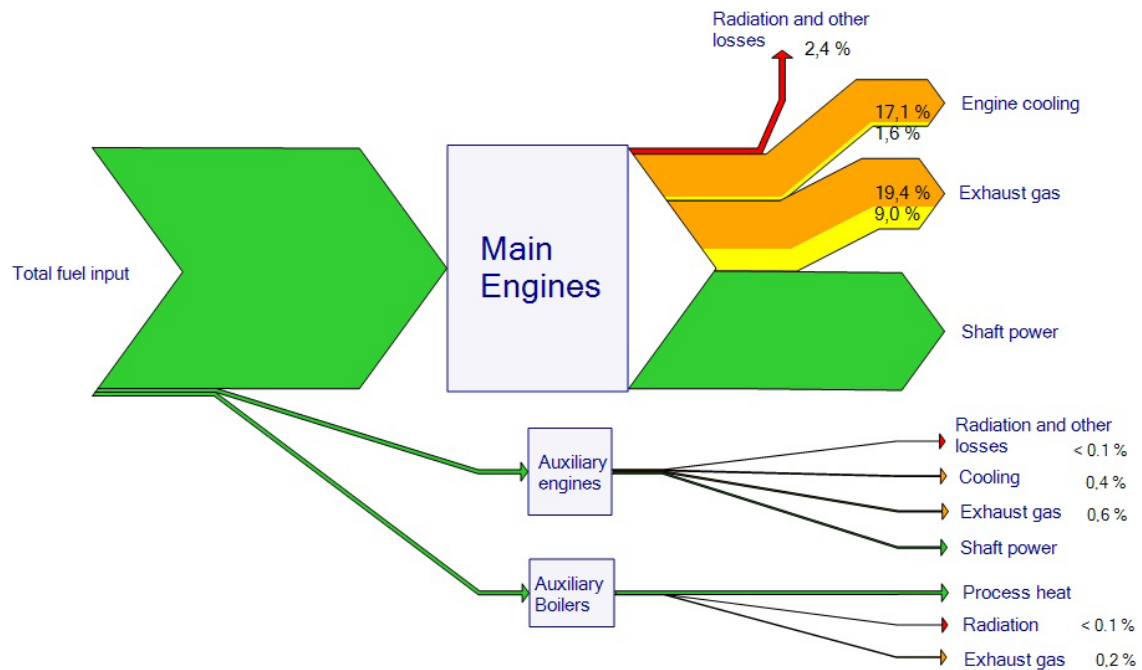 Radiation and other
losses
2,4 %
17,1 %
1,6 %
Engine cooling
19,4 %
9,0 %
Exhaust gas
Main
Engines
Total fuel input
Shaft power
Radiation and other
losses
< 0.1 %
Auxiliary
engines
Cooling
0,4 %
Exhaust gas
0,6 %
Shaft power
Auxiliary
Boilers
Process heat
Radiation
< 0.1 %
Exhaust gas
0,2 %